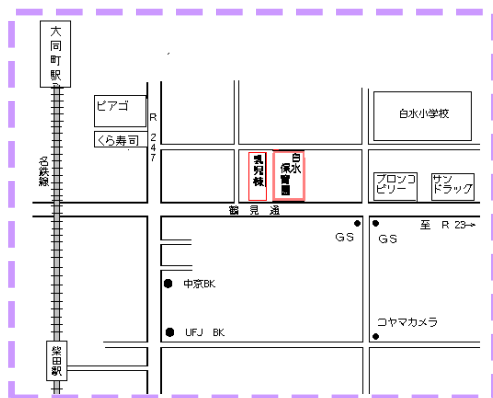 大同町駅
ピアゴ
くら寿司
R247
名鉄線
白水小学校
乳児棟
白水
保育園
ブロンコ
ビリー
サン
ドラッグ
鶴見通
至 R 23→
GS
GS
中京BK
UFJ BK
コヤマカメラ
柴田駅